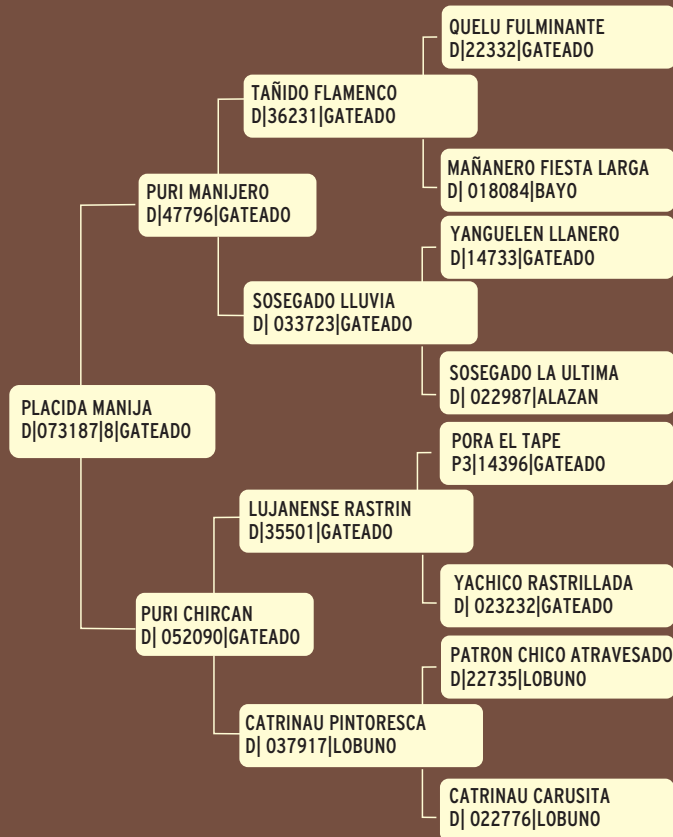 QUELU FULMINANTE
D|22332|GATEADO
TAÑIDO FLAMENCO
D|36231|GATEADO
MAÑANERO FIESTA LARGA
D| 018084|BAYO
PURI MANIJERO
D|47796|GATEADO
YANGUELEN LLANERO
D|14733|GATEADO
SOSEGADO LLUVIA
D| 033723|GATEADO
SOSEGADO LA ULTIMA
D| 022987|ALAZAN
PLACIDA MANIJA
D|073187|8|GATEADO
PORA EL TAPE
P3|14396|GATEADO
LUJANENSE RASTRIN
D|35501|GATEADO
YACHICO RASTRILLADA
D| 023232|GATEADO
PURI CHIRCAN
D| 052090|GATEADO
PATRON CHICO ATRAVESADO
D|22735|LOBUNO
CATRINAU PINTORESCA
D| 037917|LOBUNO
CATRINAU CARUSITA
D| 022776|LOBUNO